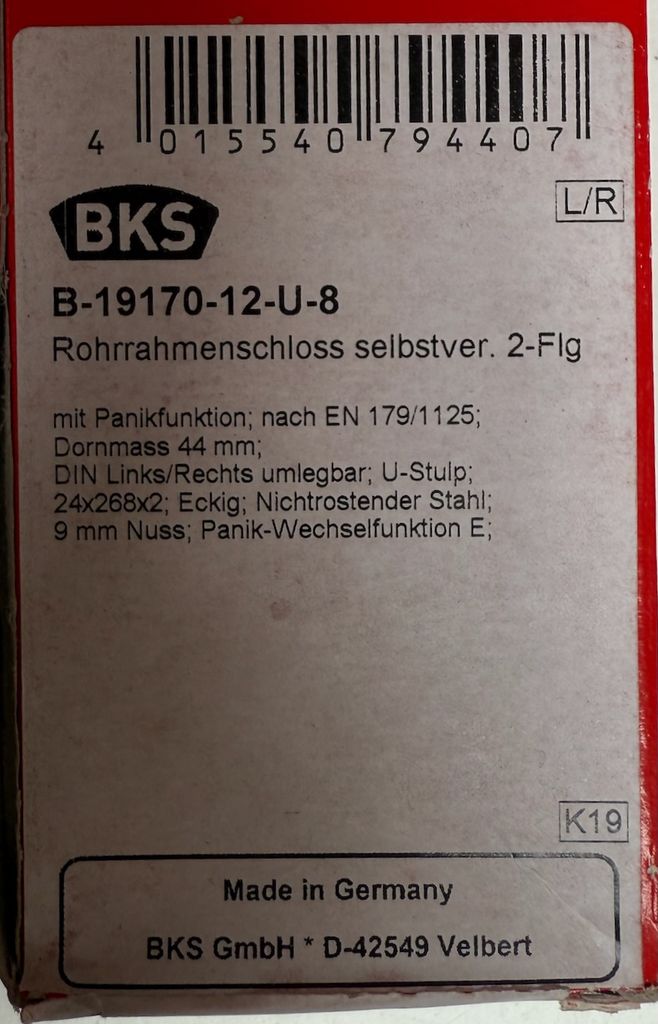 4 015540 794407
L/R
BKS
B-19170-12-U-8
Rohrrahmenschloss selbstver. 2-Flg
mit Panikfunktion; nach EN 179/1125;
Dornmass 44 mm;
DIN Links/Rechts umlegbar; U-Stulp;
24x268x2; Eckig; Nichtrostender Stahl;
9 mm Nuss; Panik-Wechselfunktion E;
K19
Made in Germany
BKS GmbH * D-42549 Velbert